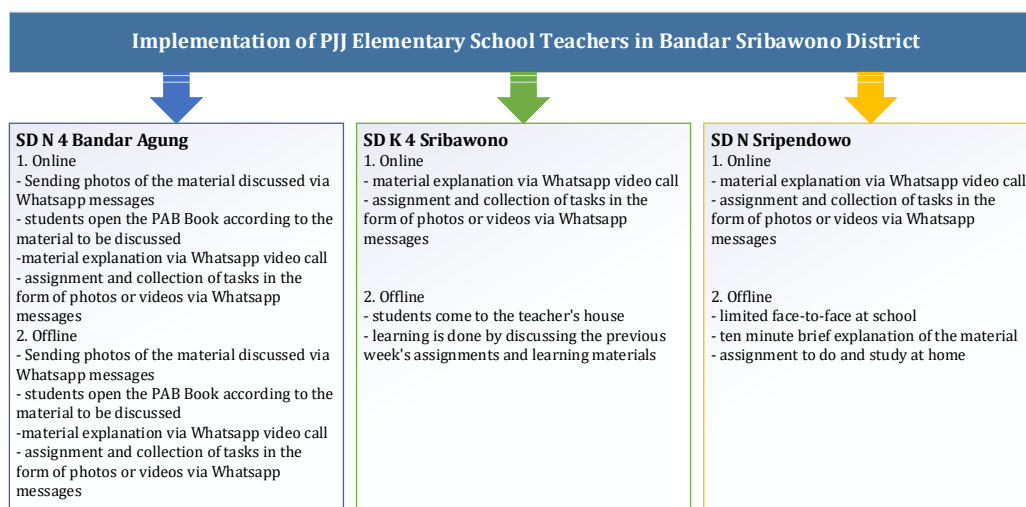 Implementation of PJJ Elementary School Teachers in Bandar Sribawono District
SD N 4 Bandar Agung
1. Online
- Sending photos of the material discussed via
Whatsapp messages
- students open the PAB Book according to the
material to be discussed
-material explanation via Whatsapp video call
- assignment and collection of tasks in the
form of photos or videos via Whatsapp
messages
2. Offline
- Sending photos of the material discussed via
Whatsapp messages
- students open the PAB Book according to the
material to be discussed
-material explanation via Whatsapp video call
- assignment and collection of tasks in the
form of photos or videos via Whatsapp
messages
SD K 4 Sribawono
1. Online
- material explanation via Whatsapp video call
- assignment and collection of tasks in the
form of photos or videos via Whatsapp
messages
2. Offline
- students come to the teacher's house
- learning is done by discussing the previous
week's assignments and learning materials
SD N Sripendowo
1. Online
- material explanation via Whatsapp video call
- assignment and collection of tasks in the
form of photos or videos via Whatsapp
messages
2. Offline
- limited face-to-face at school
- ten minute brief explanation of the material
- assignment to do and study at home